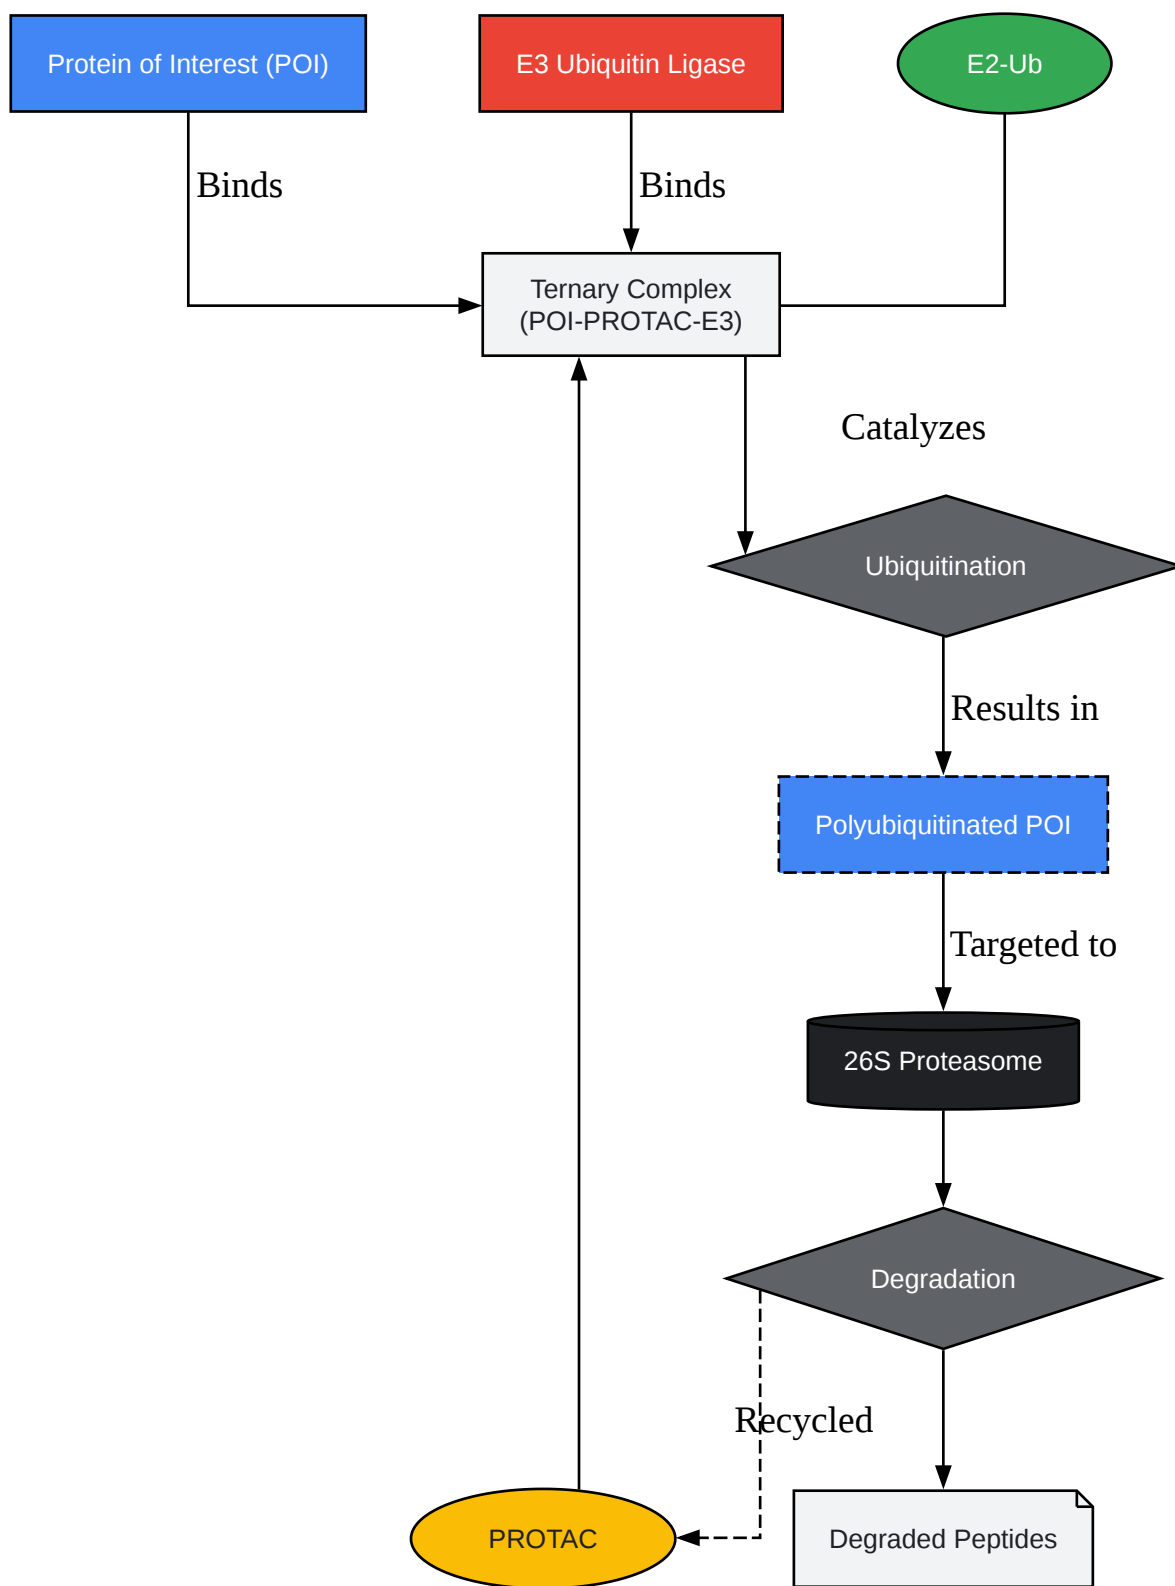 Protein of Interest (POI)
E3 Ubiquitin Ligase
E2-Ub
Binds
Binds
Ternary Complex
(POI-PROTAC-E3)
Catalyzes
Ubiquitination
Results in
Polyubiquitinated POI
Targeted to
26S Proteasome
Degradation
Recycled
PROTAC
Degraded Peptides